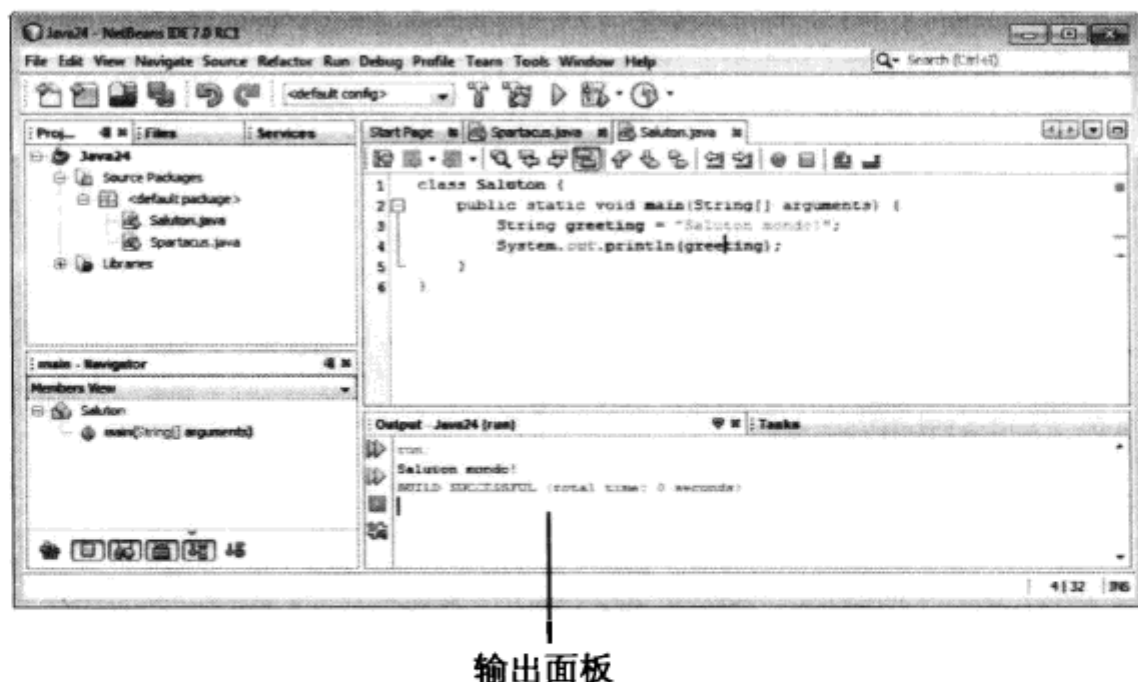 Java24 - NetBeans IDE 7.0 RC1
File Edit View Navigate Source Refactor Run Debug Profile Team Tools Window Help
Search (Ctrl+I)
<default config>
Proj... Files Services
Start Page Spartacus.java Saluton.java
Java24
Source Packages
<default package>
Saluton.java
Spartacus.java
Libraries
1 class Saluton {
2 public static void main(String[] arguments) {
3 String greeting = "Saluton mondo!";
4 System.out.println(greeting);
5 }
6 }
main - Navigator
Members View
Saluton
main(String[] arguments)
Output - Java24 (run) Tasks
run:
Saluton mondo!
BUILD SUCCESSFUL (total time: 0 seconds)
4|32 INS
输出面板